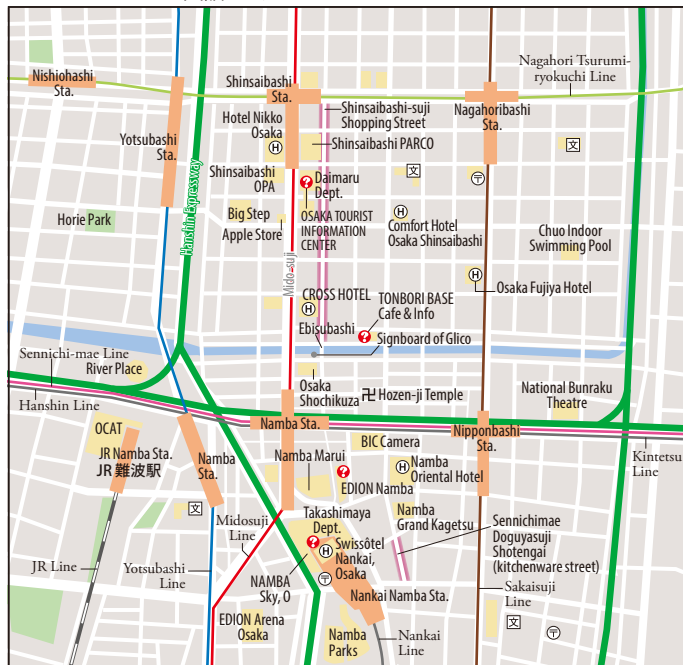 Nishiohashi
Sta.
Shinsaibashi
Sta.
Nagahori Tsurumi-
ryokuchi Line
Yotsubashi
Sta.
Hotel Nikko
Osaka
H
Shinsaibashi-suji
Shopping Street
Nagahoribashi
Sta.
Shinsaibashi PARCO
文
文
〒
Hanshin Expressway
Shinsaibashi
OPA
?
Daimaru
Dept.
Horie Park
Big Step
Apple Store
OSAKA TOURIST
INFORMATION
CENTER
H
Comfort Hotel
Osaka Shinsaibashi
Chuo Indoor
Swimming Pool
Mido-suji
H
Osaka Fujiya Hotel
CROSS HOTEL
H
TONBORI BASE
Cafe & Info
?
Ebisubashi
Signboard of Glico
Sennichi-mae Line
River Place
Hanshin Line
Osaka
Shochikuza
卍 Hozen-ji Temple
National Bunraku
Theatre
OCAT
Namba Sta.
Nipponbashi
Sta.
BIC Camera
Kintetsu
Line
JR Namba Sta.
JR 難波駅
Namba
Sta.
Namba Marui
?
EDION Namba
H
Namba
Oriental Hotel
文
Midosuji
Line
Takashimaya
Dept.
Namba
Grand Kagetsu
Sennichimae
Doguyasuji
Shotengai
(kitchenware street)
?
H
Swissôtel
Nankai,
Osaka
JR Line
Yotsubashi
Line
NAMBA
Sky, O
〒
Nankai Namba Sta.
Sakaisuji
Line
EDION Arena
Osaka
Namba
Parks
Nankai
Line
文
〒